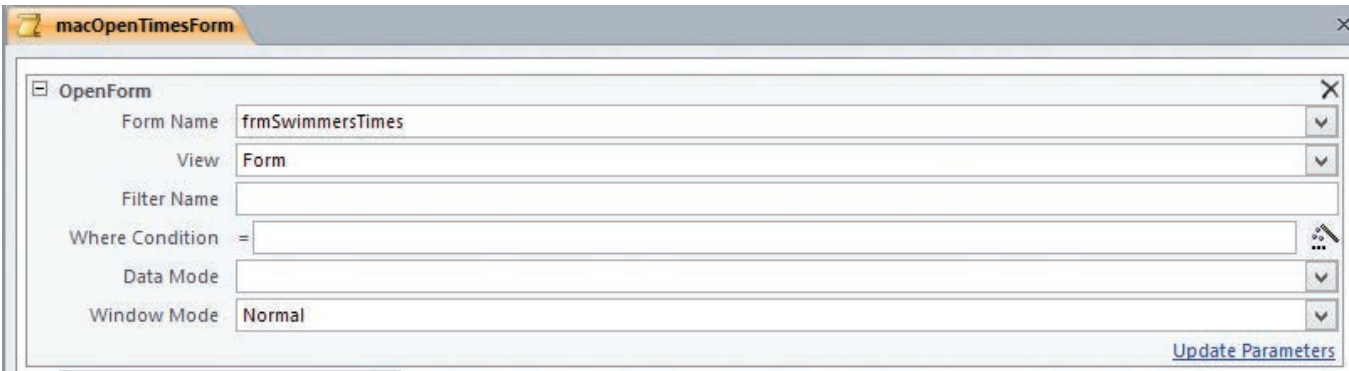 macOpenTimesForm
OpenForm
Form Name frmSwimmersTimes
View Form
Filter Name
Where Condition =
Data Mode
Window Mode Normal
Update Parameters